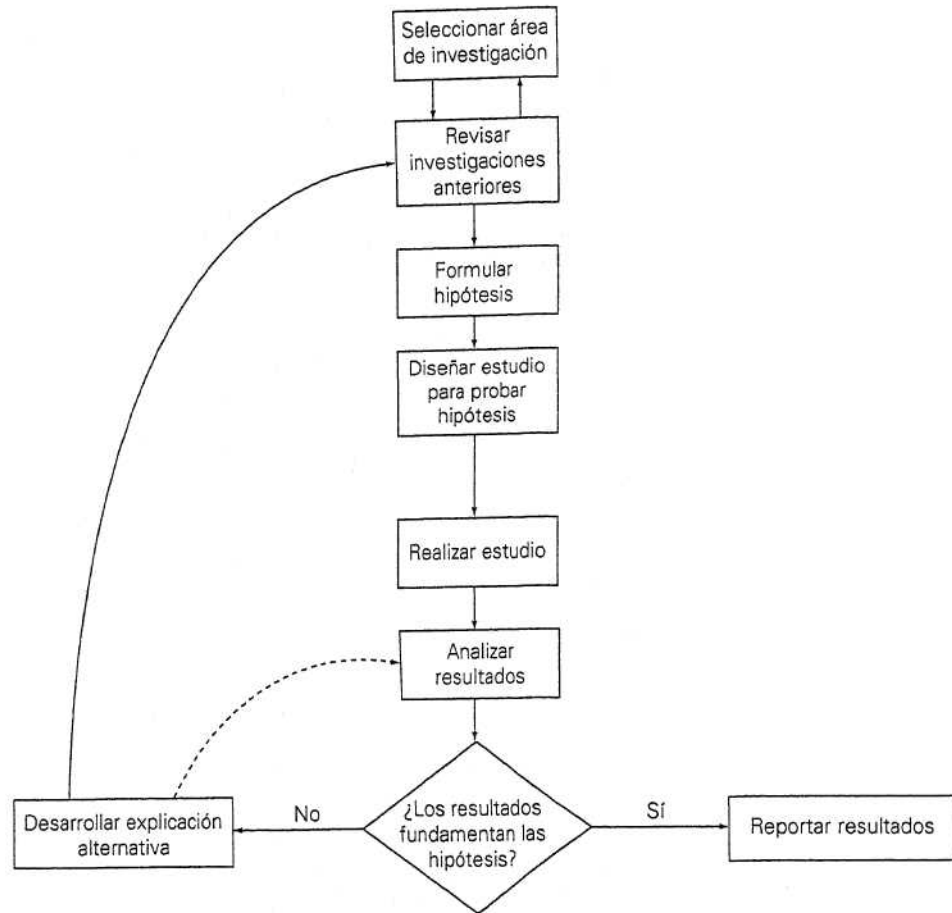 Seleccionar área
de investigación
Revisar
investigaciones
anteriores
Formular
hipótesis
Diseñar estudio
para probar
hipótesis
Realizar estudio
Analizar
resultados
¿Los resultados
fundamentan las
hipótesis?
No
Sí
Desarrollar explicación
alternativa
Reportar resultados